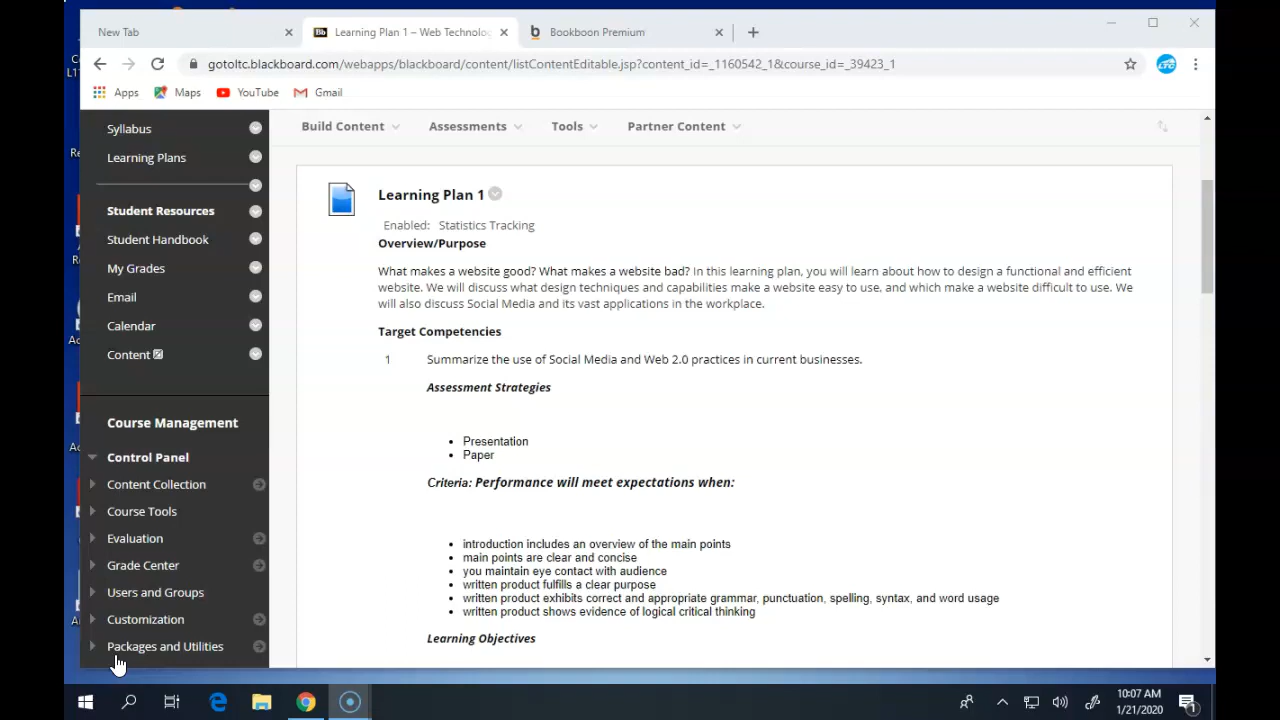 New Tab
Learning Plan 1 – Web Technolo
Bookboon Premium
gotoltc.blackboard.com/webapps/blackboard/content/listContentEditable.jsp?content_id=_1160542_1&course_id=_39423_1
LTC
Apps
Maps
YouTube
Gmail
Syllabus
Learning Plans
Student Resources
Student Handbook
My Grades
Email
Calendar
Content
Course Management
Control Panel
Content Collection
Course Tools
Evaluation
Grade Center
Users and Groups
Customization
Packages and Utilities
Build Content
Assessments
Tools
Partner Content
Learning Plan 1
Enabled: Statistics Tracking
Overview/Purpose
What makes a website good? What makes a website bad? In this learning plan, you will learn about how to design a functional and efficient
website. We will discuss what design techniques and capabilities make a website easy to use, and which make a website difficult to use. We
will also discuss Social Media and its vast applications in the workplace.
Target Competencies
1 Summarize the use of Social Media and Web 2.0 practices in current businesses.
Assessment Strategies
• Presentation
• Paper
Criteria: Performance will meet expectations when:
• introduction includes an overview of the main points
• main points are clear and concise
• you maintain eye contact with audience
• written product fulfills a clear purpose
• written product exhibits correct and appropriate grammar, punctuation, spelling, syntax, and word usage
• written product shows evidence of logical critical thinking
Learning Objectives
10:07 AM
1/21/2020